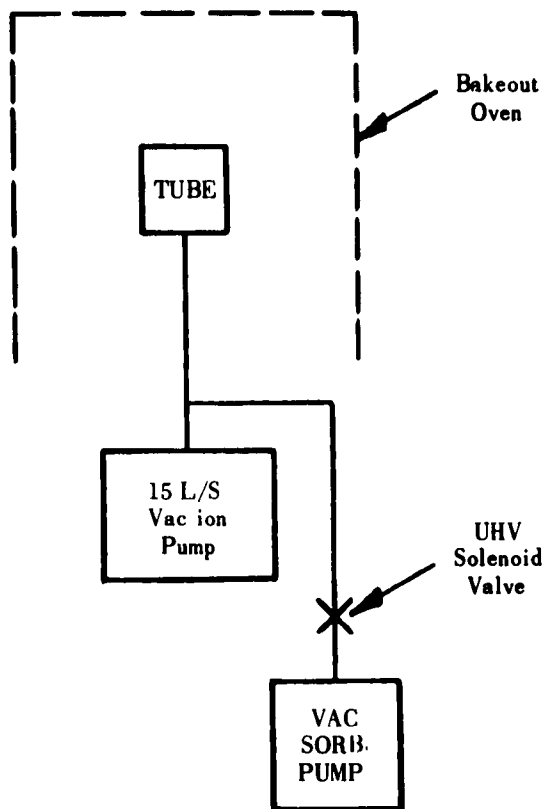 Bakeout
Oven
TUBE
15 L/S
Vac ion
Pump
UHV
Solenoid
Valve
VAC
SORB.
PUMP